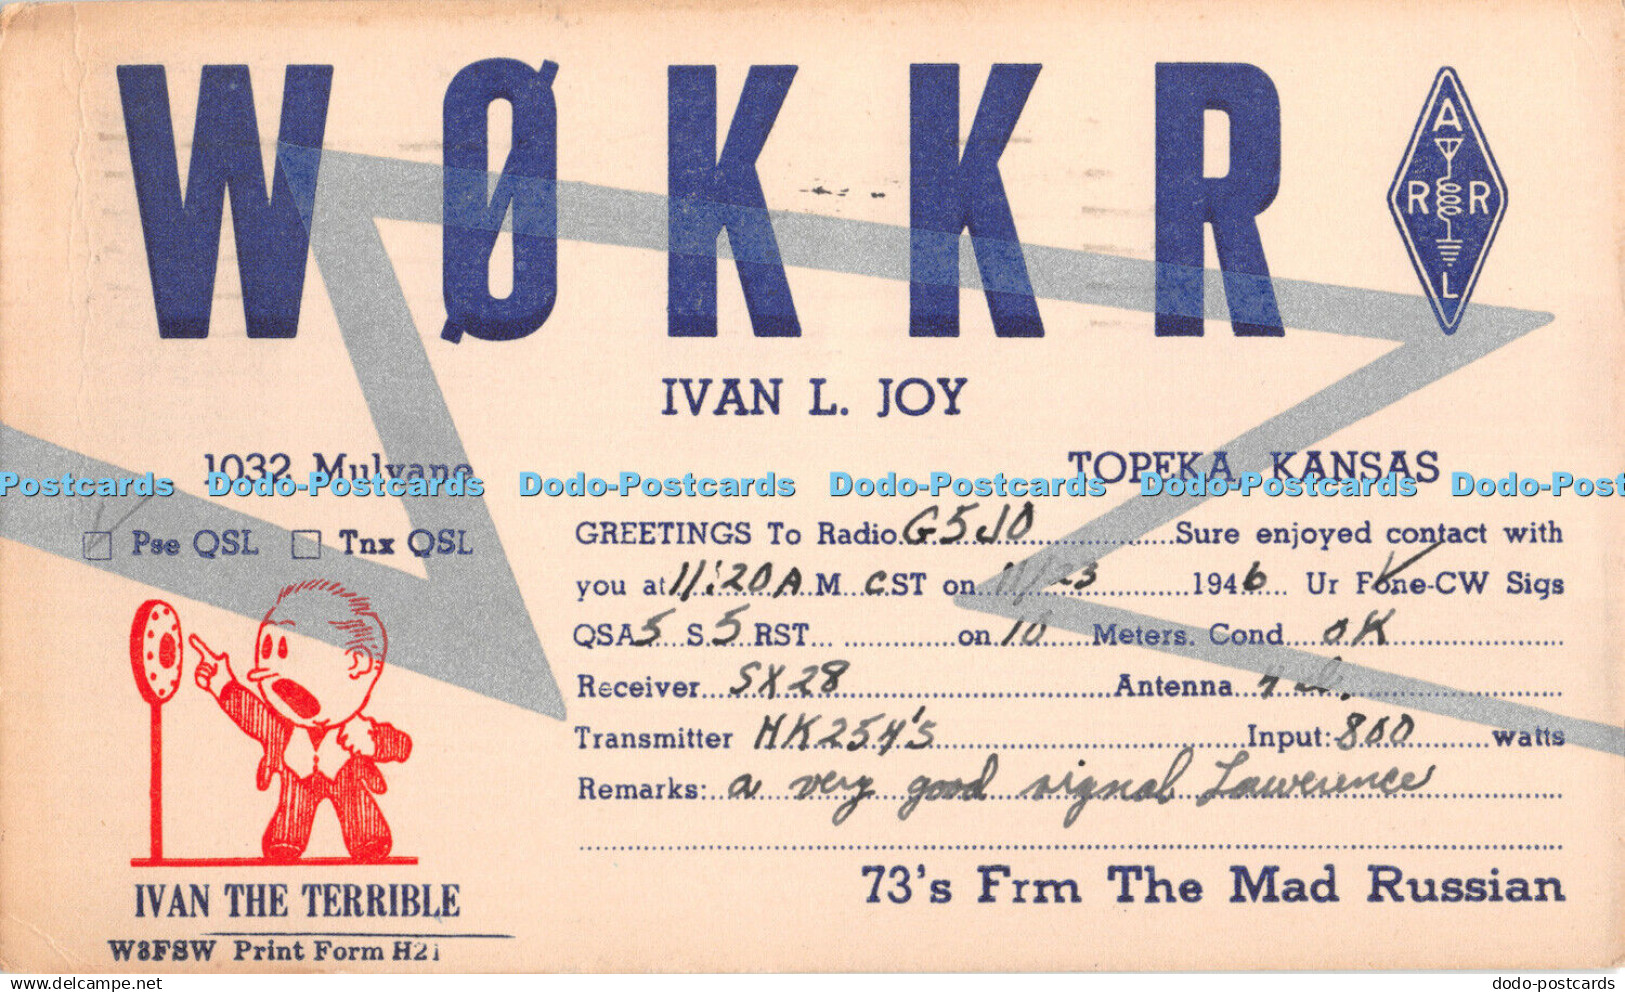 WØKKR
A
R R
L
IVAN L. JOY
1032 Mulvane
TOPEKA, KANSAS
Postcards Dodo-Postcards Dodo-Postcards Dodo-Postcards Dodo-Postcards Dodo-Post
Pse QSL Tnx QSL
GREETINGS To Radio G5JO Sure enjoyed contact with
you at 11:20 A M CST on 11/23 1946 Ur Fone-CW Sigs
QSA 5 S. 5 RST on 10 Meters. Cond. OK
Receiver SX28 Antenna
Transmitter HK254's Input: 800 watts
Remarks: a very good signal Lawerence
73's Frm The Mad Russian
IVAN THE TERRIBLE
W8FSW Print Form H21
dodo-postcards dodo-postcards